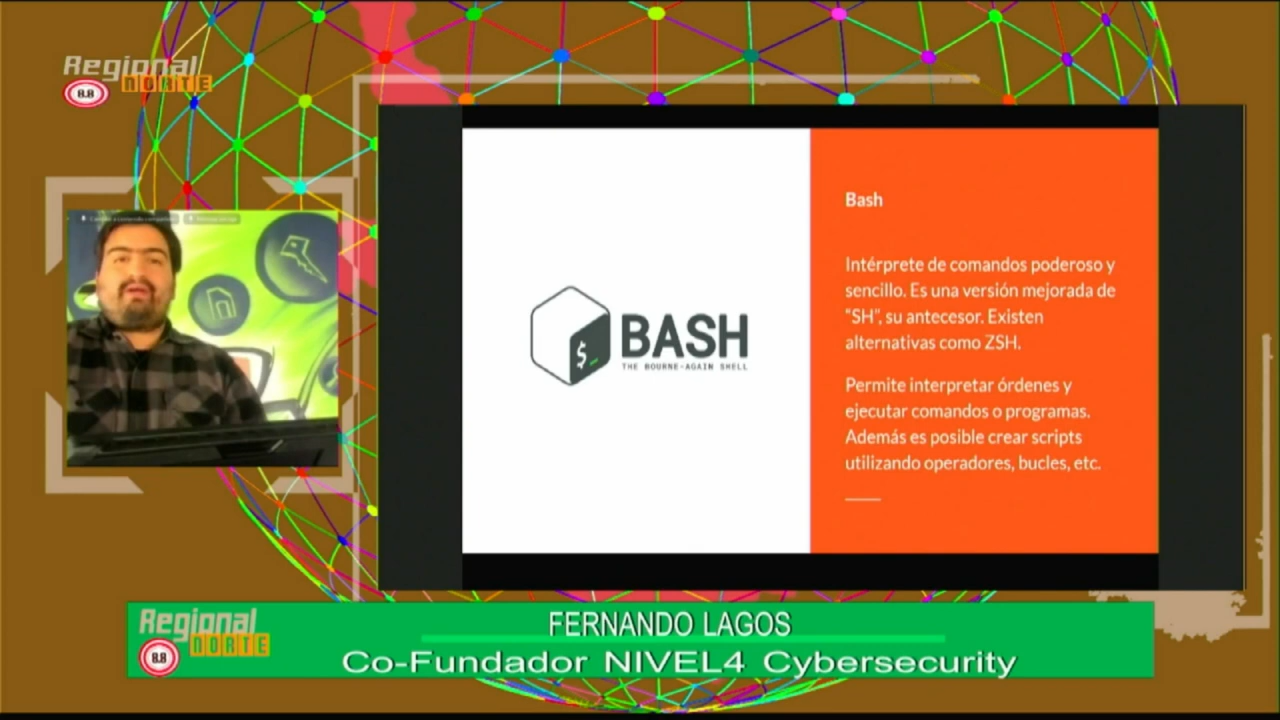 Regional
NORTE
8.8
Bash
Intérprete de comandos poderoso y
sencillo. Es una versión mejorada de
“SH”, su antecesor. Existen
alternativas como ZSH.
Permite interpretar órdenes y
ejecutar comandos o programas.
Además es posible crear scripts
utilizando operadores, bucles, etc.
$_
BASH
THE BOURNE-AGAIN SHELL
Regional
NORTE
8.8
FERNANDO LAGOS
Co-Fundador NIVEL4 Cybersecurity